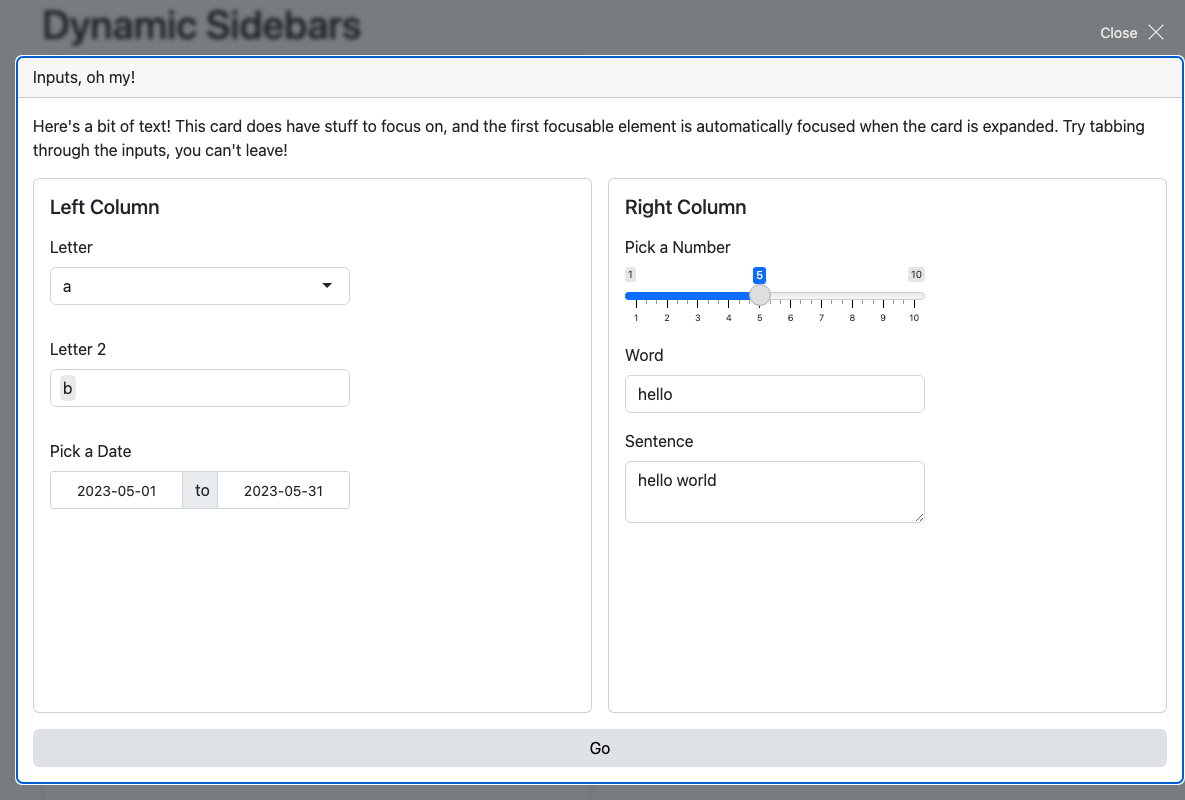 Dynamic Sidebars
Close
Inputs, oh my!
Here's a bit of text! This card does have stuff to focus on, and the first focusable element is automatically focused when the card is expanded. Try tabbing
through the inputs, you can't leave!
Left Column
Letter
a
Letter 2
b
Pick a Date
2023-05-01 to 2023-05-31
Right Column
Pick a Number
1 5 10
1 2 3 4 5 6 7 8 9 10
Word
hello
Sentence
hello world
Go